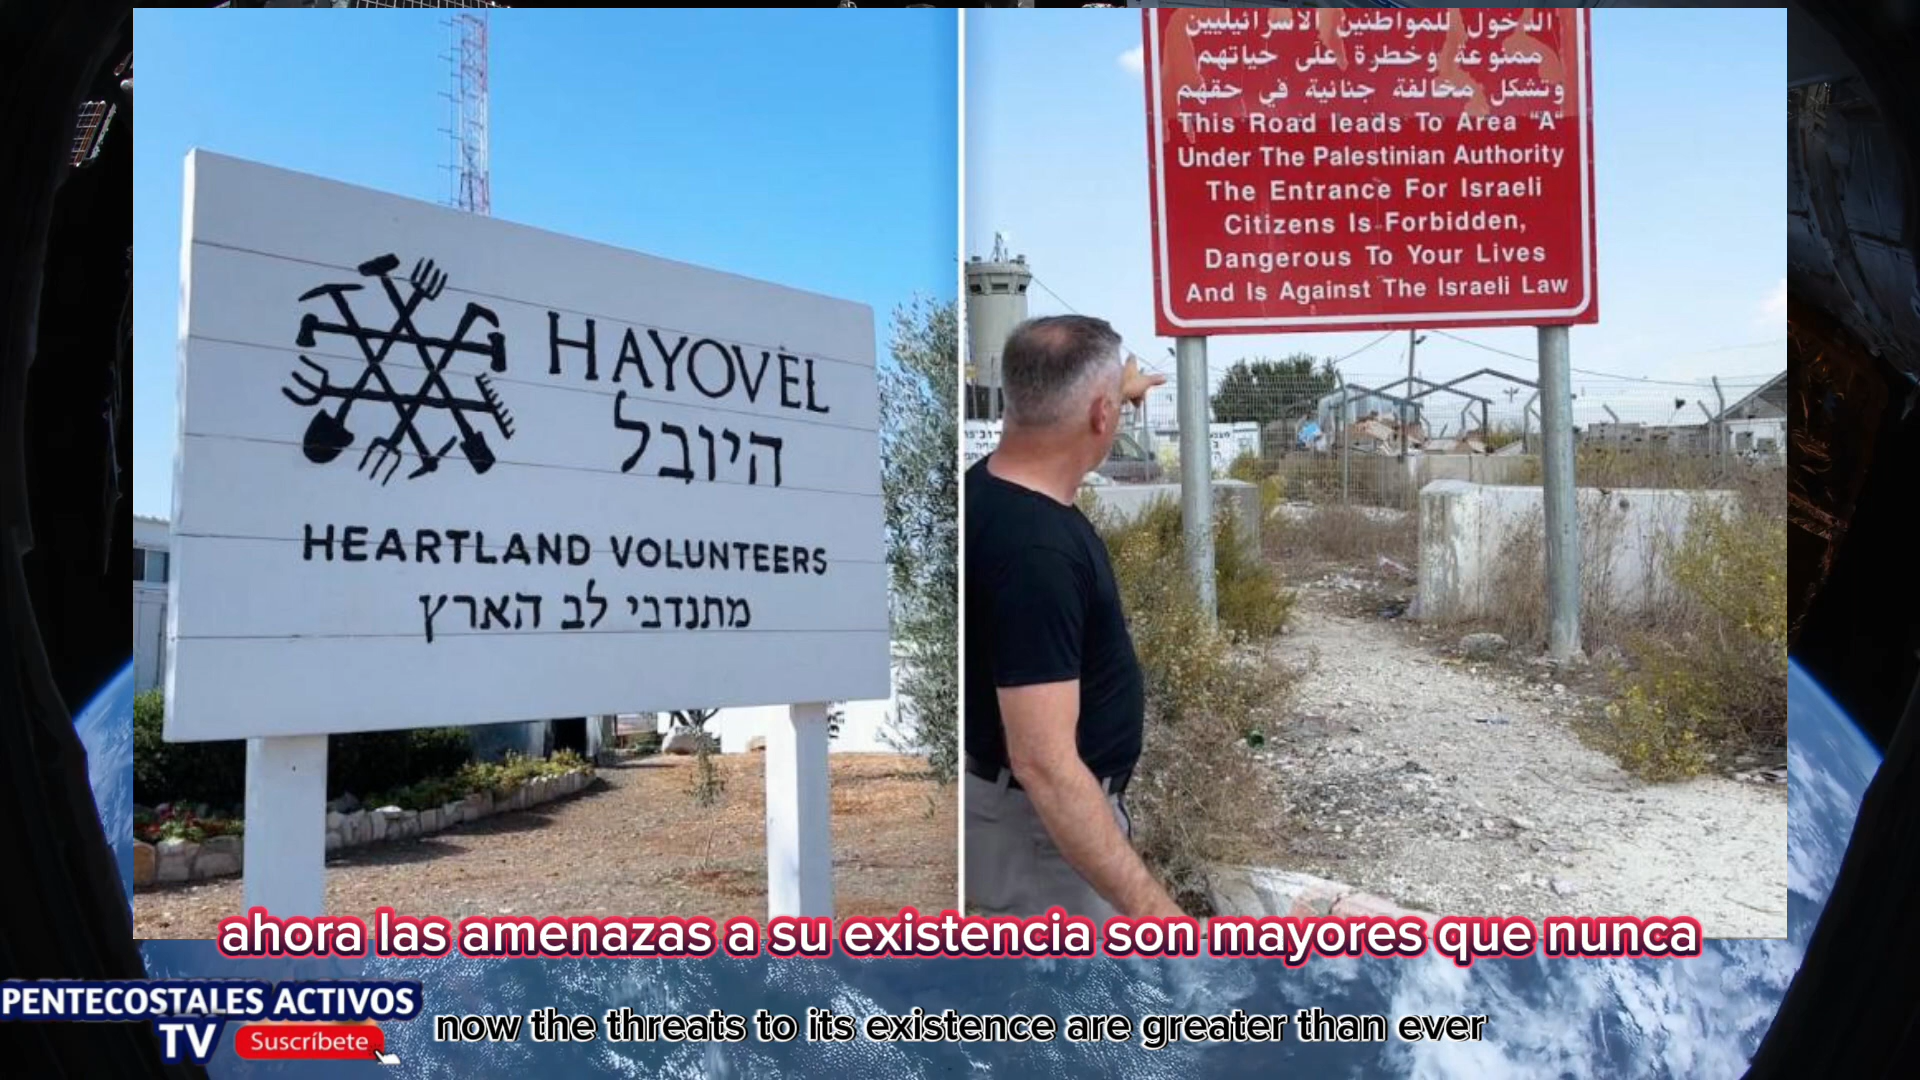 HAYOVEL
היובל
HEARTLAND VOLUNTEERS
מתנדבי לב הארץ
الدخول للمواطنين الاسرائيليين
ممنوعة وخطرة على حياتهم
وتشكل مخالفة جنائية في حقهم
This Road leads To Area "A"
Under The Palestinian Authority
The Entrance For Israeli
Citizens Is Forbidden,
Dangerous To Your Lives
And Is Against The Israeli Law
ahora las amenazas a su existencia son mayores que nunca
now the threats to its existence are greater than ever
PENTECOSTALES ACTIVOS
TV
Suscríbete